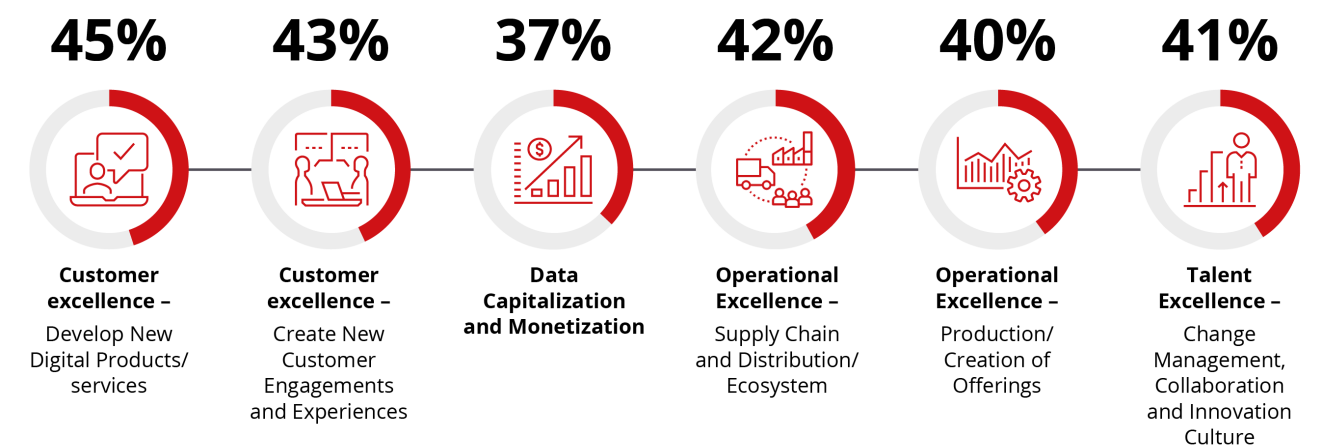 45%
43%
37%
42%
40%
41%
$
Customer
excellence –
Develop New
Digital Products/
services
Customer
excellence –
Create New
Customer
Engagements
and Experiences
Data
Capitalization
and Monetization
Operational
Excellence –
Supply Chain
and Distribution/
Ecosystem
Operational
Excellence –
Production/
Creation of
Offerings
Talent
Excellence –
Change
Management,
Collaboration
and Innovation
Culture